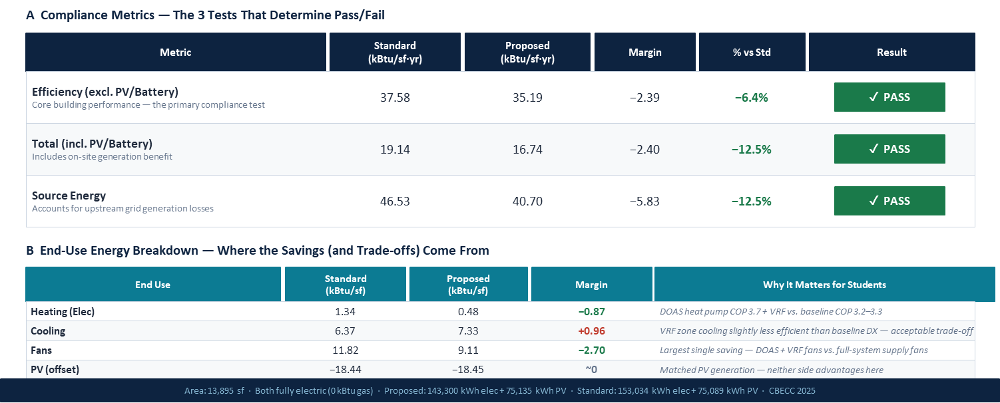 A Compliance Metrics — The 3 Tests That Determine Pass/Fail
Metric
Standard
(kBtu/sf·yr)
Proposed
(kBtu/sf·yr)
Margin
% vs Std
Result
Efficiency (excl. PV/Battery)
Core building performance — the primary compliance test
37.58
35.19
−2.39
−6.4%
✓ PASS
Total (incl. PV/Battery)
Includes on-site generation benefit
19.14
16.74
−2.40
−12.5%
✓ PASS
Source Energy
Accounts for upstream grid generation losses
46.53
40.70
−5.83
−12.5%
✓ PASS
B End-Use Energy Breakdown — Where the Savings (and Trade-offs) Come From
End Use
Standard
(kBtu/sf)
Proposed
(kBtu/sf)
Margin
Why It Matters for Students
Heating (Elec)
1.34
0.48
−0.87
DOAS heat pump COP 3.7 + VRF vs. baseline COP 3.2–3.3
Cooling
6.37
7.33
+0.96
VRF zone cooling slightly less efficient than baseline DX — acceptable trade-off
Fans
11.82
9.11
−2.70
Largest single saving — DOAS + VRF fans vs. full-system supply fans
PV (offset)
−18.44
−18.45
~0
Matched PV generation — neither side advantages here
Area: 13,895 sf · Both fully electric (0 kBtu gas) · Proposed: 143,300 kWh elec + 75,135 kWh PV · Standard: 153,034 kWh elec + 75,089 kWh PV · CBECC 2025